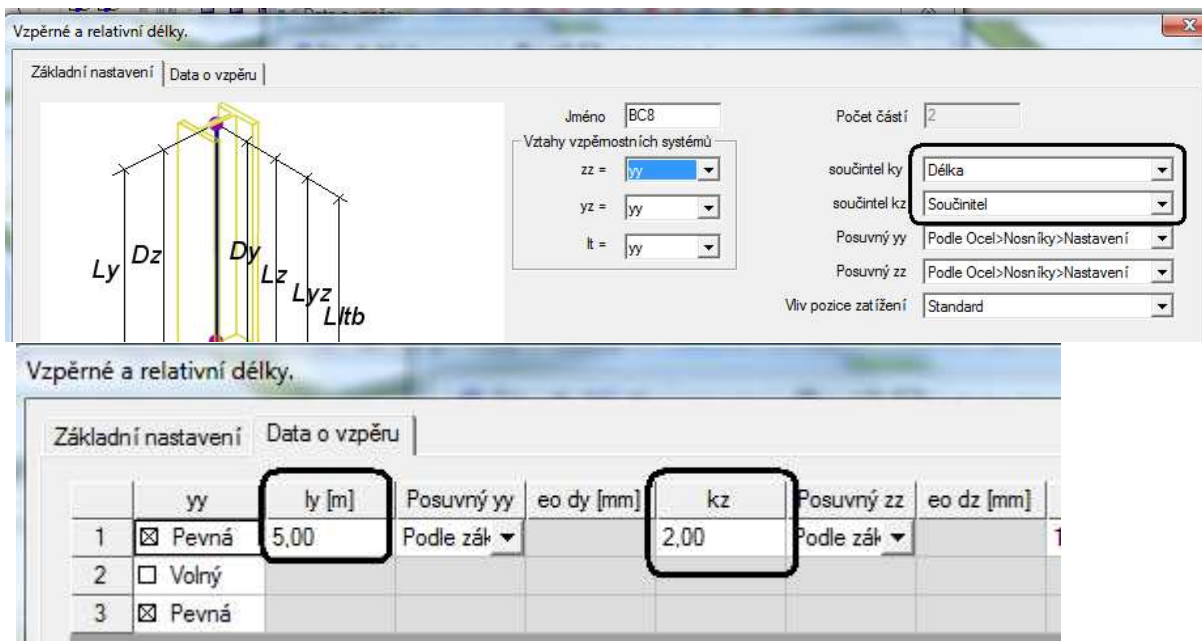 Vzpěrné a relativní délky.
Základní nastavení Data o vzpěru
Jméno BC8
Počet částí 2
Vztahy vzpěrnostních systémů
zz = yy
součintel ky Délka
yz = yy
součintel kz Součinitel
lt = yy
Posuvný yy Podle Ocel>Nosníky>Nastavení
Posuvný zz Podle Ocel>Nosníky>Nastavení
Vliv pozice zatížení Standard
Ly Dz Dy Lz Lyz Lltb
Vzpěrné a relativní délky.
Základní nastavení Data o vzpěru
yy ly [m] Posuvný yy eo dy [mm] kz Posuvný zz eo dz [mm]
1 Pevná 5,00 Podle zák 2,00 Podle zák 1
2 Volný
3 Pevná